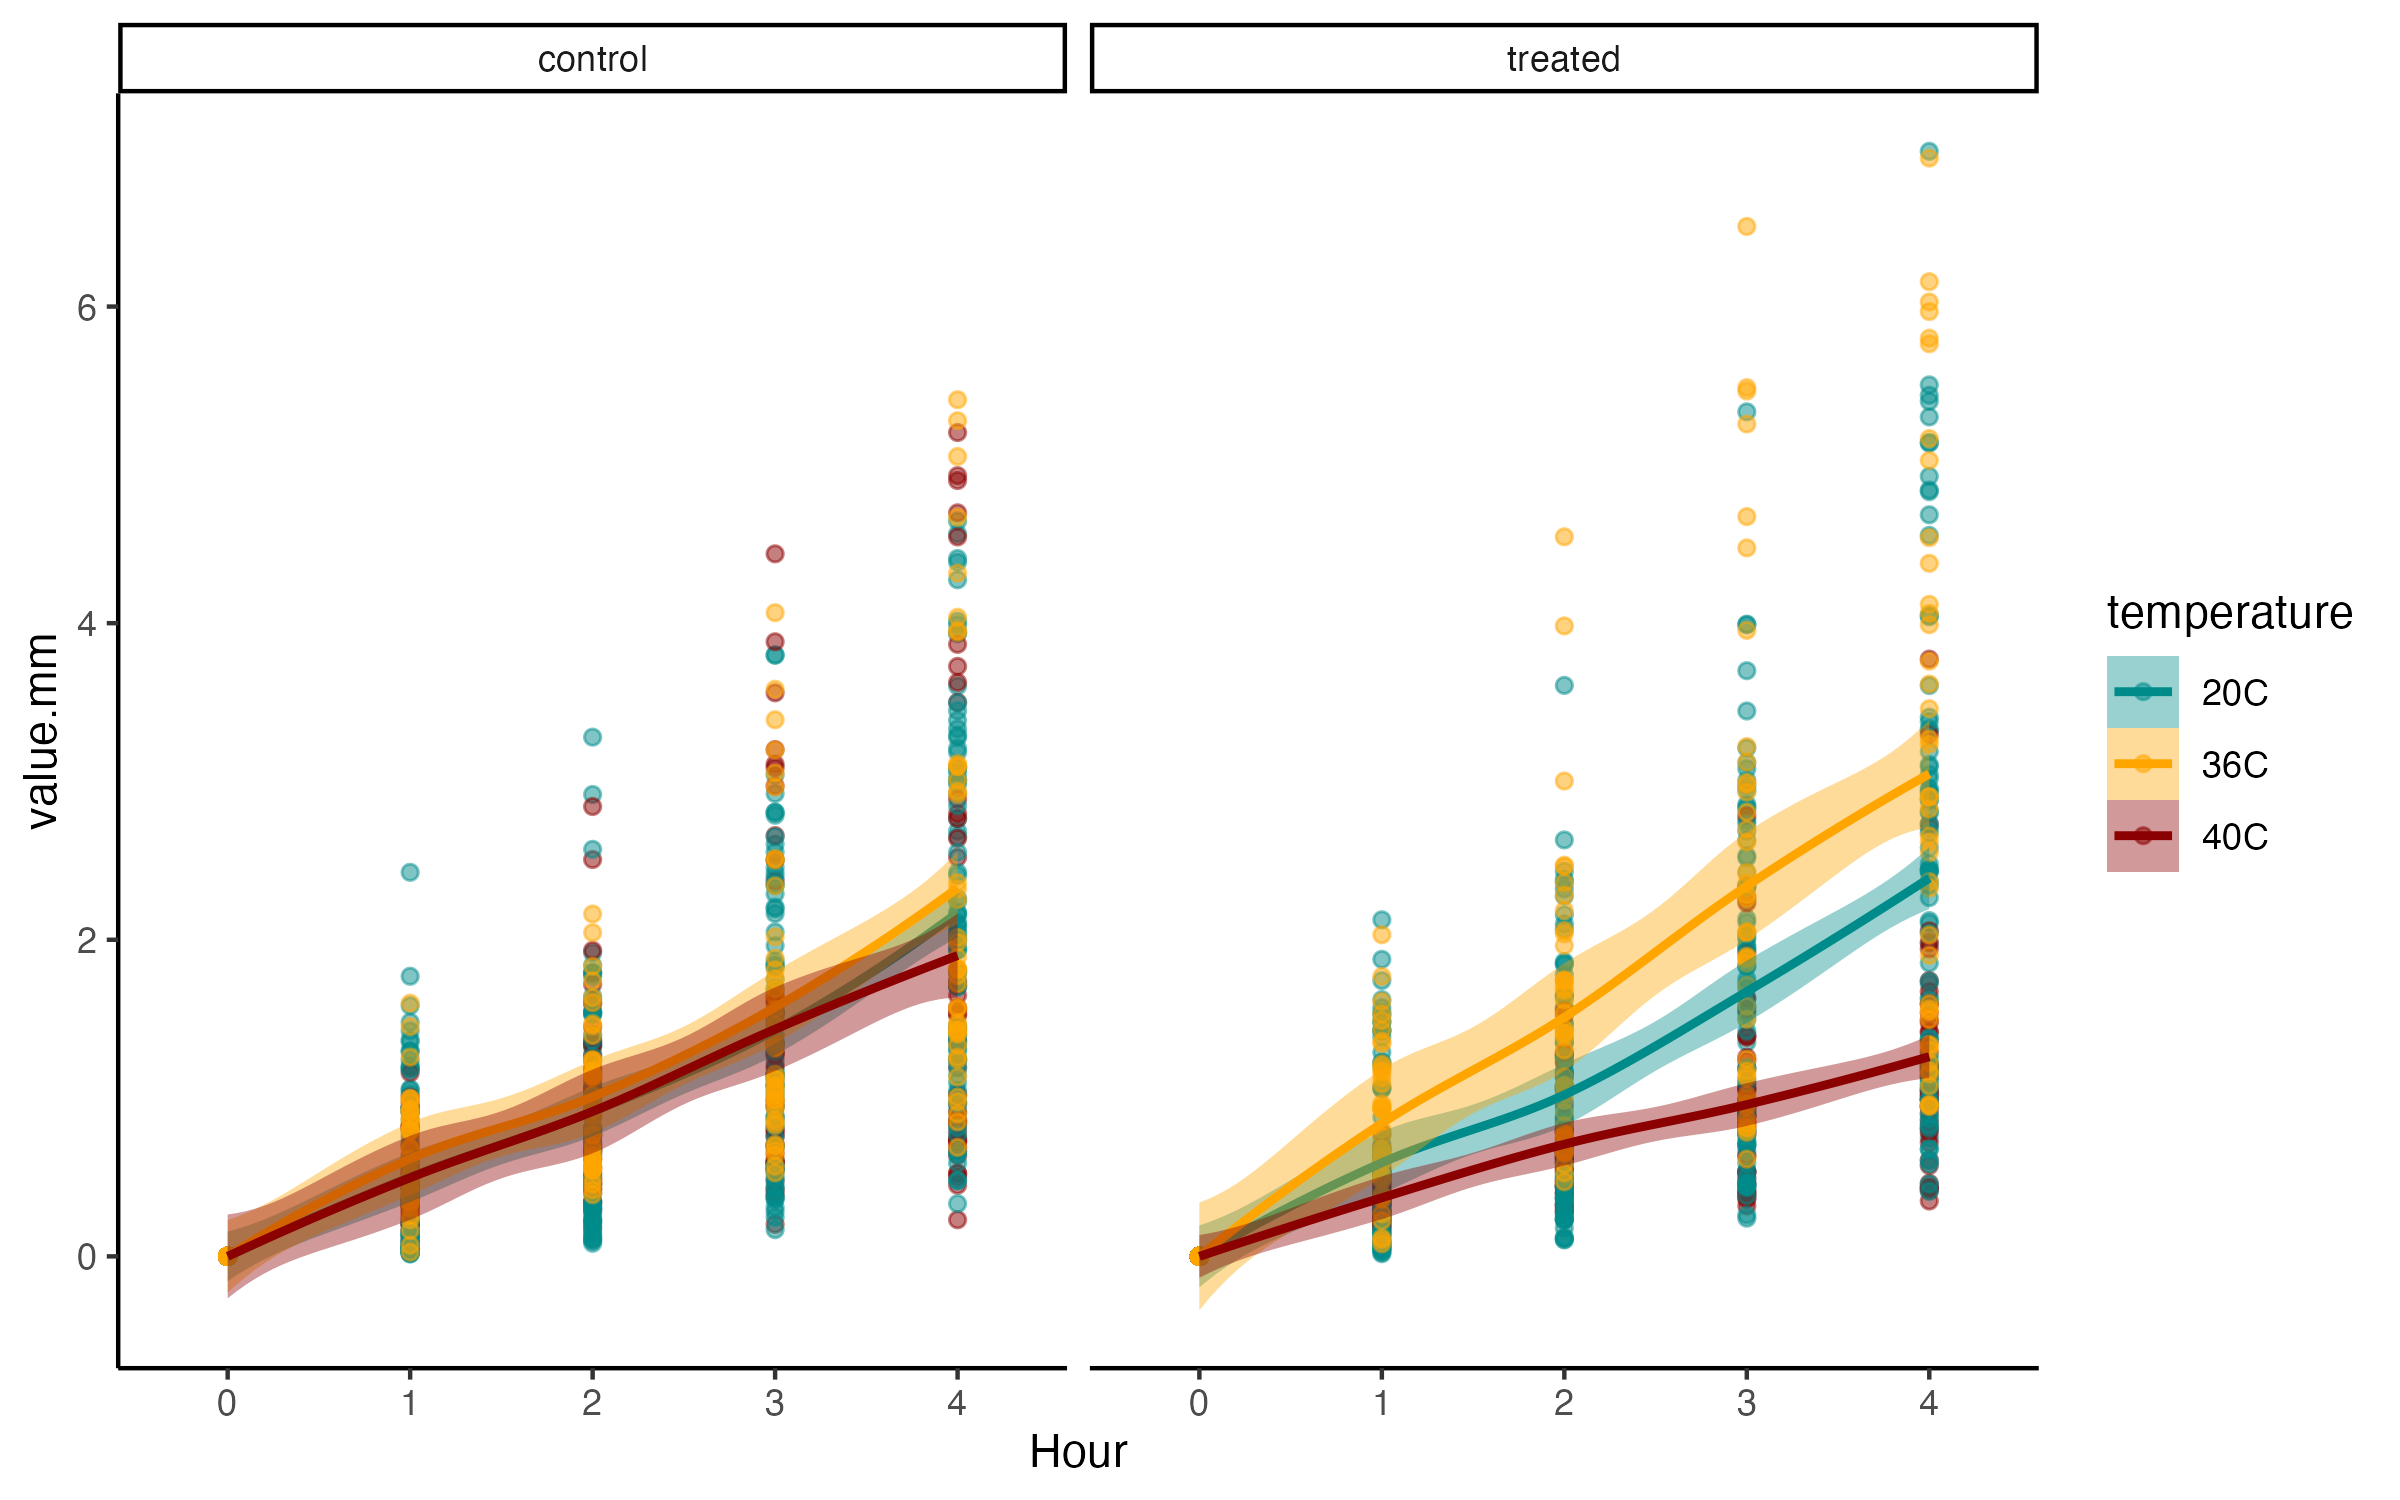 control
treated
6
4
2
0
value.mm
0 1 2 3 4
0 1 2 3 4
Hour
temperature
20C
36C
40C